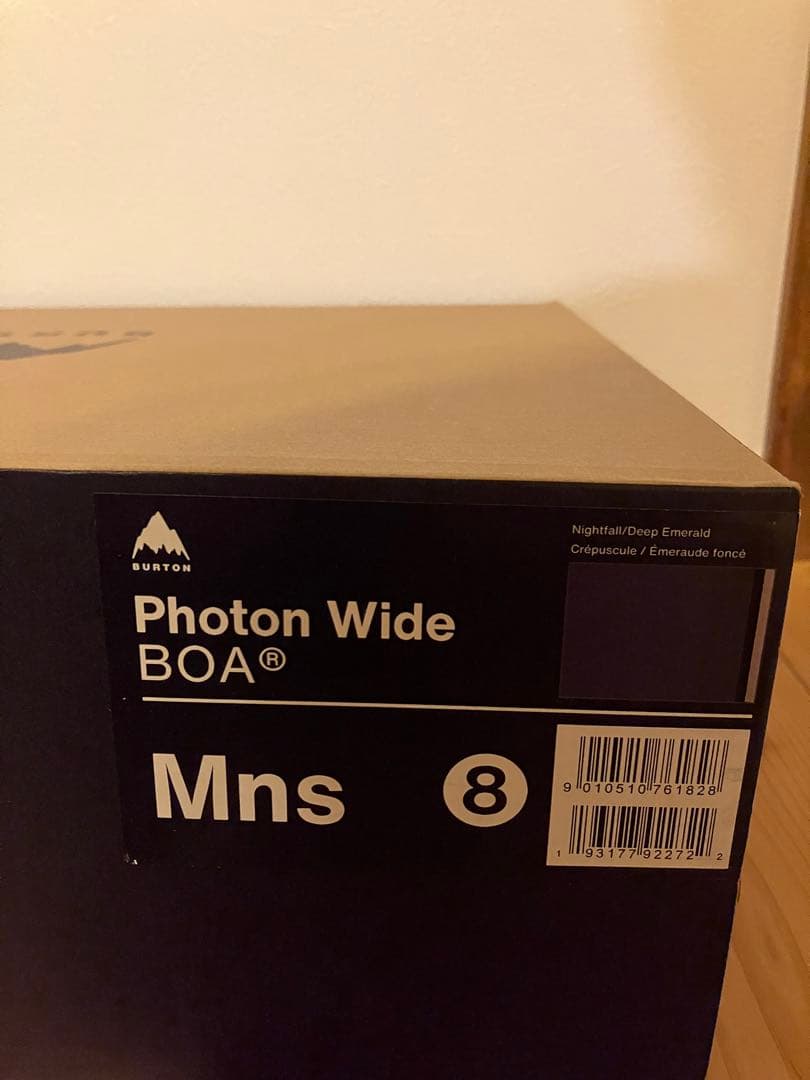 BURTON
Photon Wide
BOA®
Nightfall/Deep Emerald
Crépuscule / Émeraude foncé
Mns
8
9 010510 761828
1 93177 92272 2